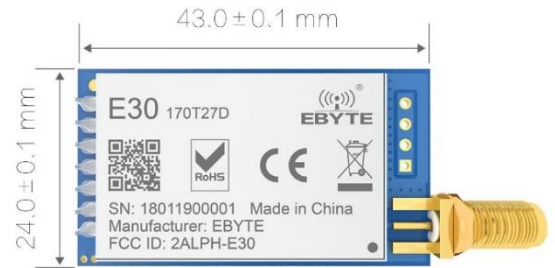 43.0±0.1 mm
24.0±0.1 mm
E30 170T27D
EBYTE®
RoHS
CE
SN: 18011900001 Made in China
Manufacturer: EBYTE
FCC ID: 2ALPH-E30